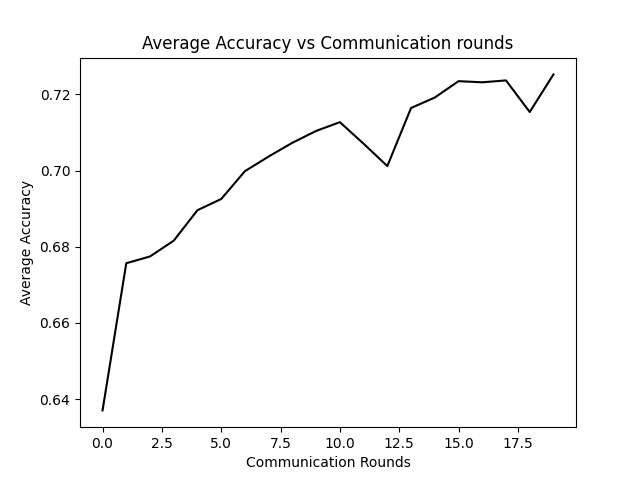 Average Accuracy vs Communication rounds
Average Accuracy
0.72
0.70
0.68
0.66
0.64
0.0 2.5 5.0 7.5 10.0 12.5 15.0 17.5
Communication Rounds